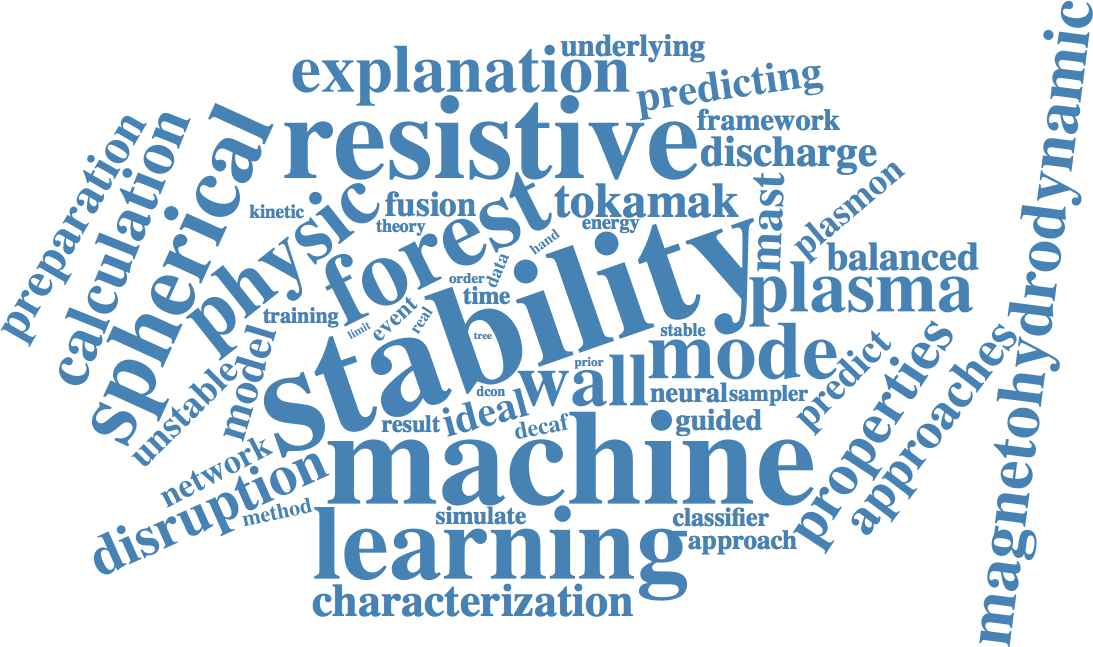 underlying
explanation
predicting
resistive
framework
discharge
preparation
calculation
spherical
physic
kinetic
fusion
theory
forest
tokamak
energy
hand
mast
plasmon
balanced
magnetohydrodynamic
stability
plasma
order
data
time
training
limit
event
real
tree
stable
mode
prior
wall
dcon
neural
sampler
predict
properties
approaches
unstable
model
result
ideal
decaf
guided
machine
network
disruption
method
simulate
classifier
approach
learning
characterization